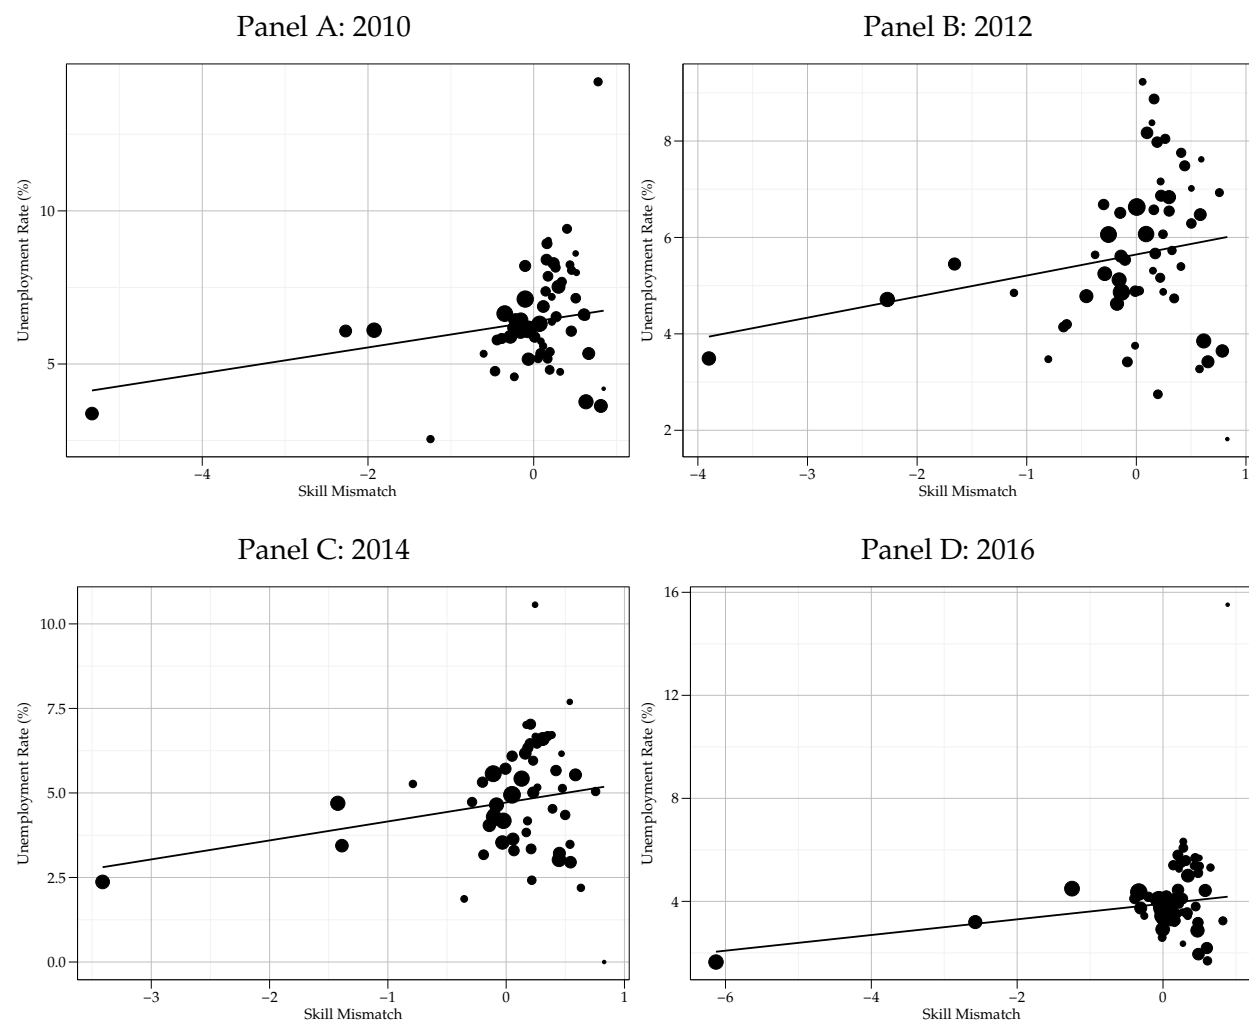 Panel A: 2010
10
5
−4
−2
0
Skill Mismatch
Unemployment Rate (%)
Panel B: 2012
8
6
4
2
−4
−3
−2
−1
0
1
Skill Mismatch
Unemployment Rate (%)
Panel C: 2014
10.0
7.5
5.0
2.5
0.0
−3
−2
−1
0
1
Skill Mismatch
Unemployment Rate (%)
Panel D: 2016
16
12
8
4
−6
−4
−2
0
Skill Mismatch
Unemployment Rate (%)